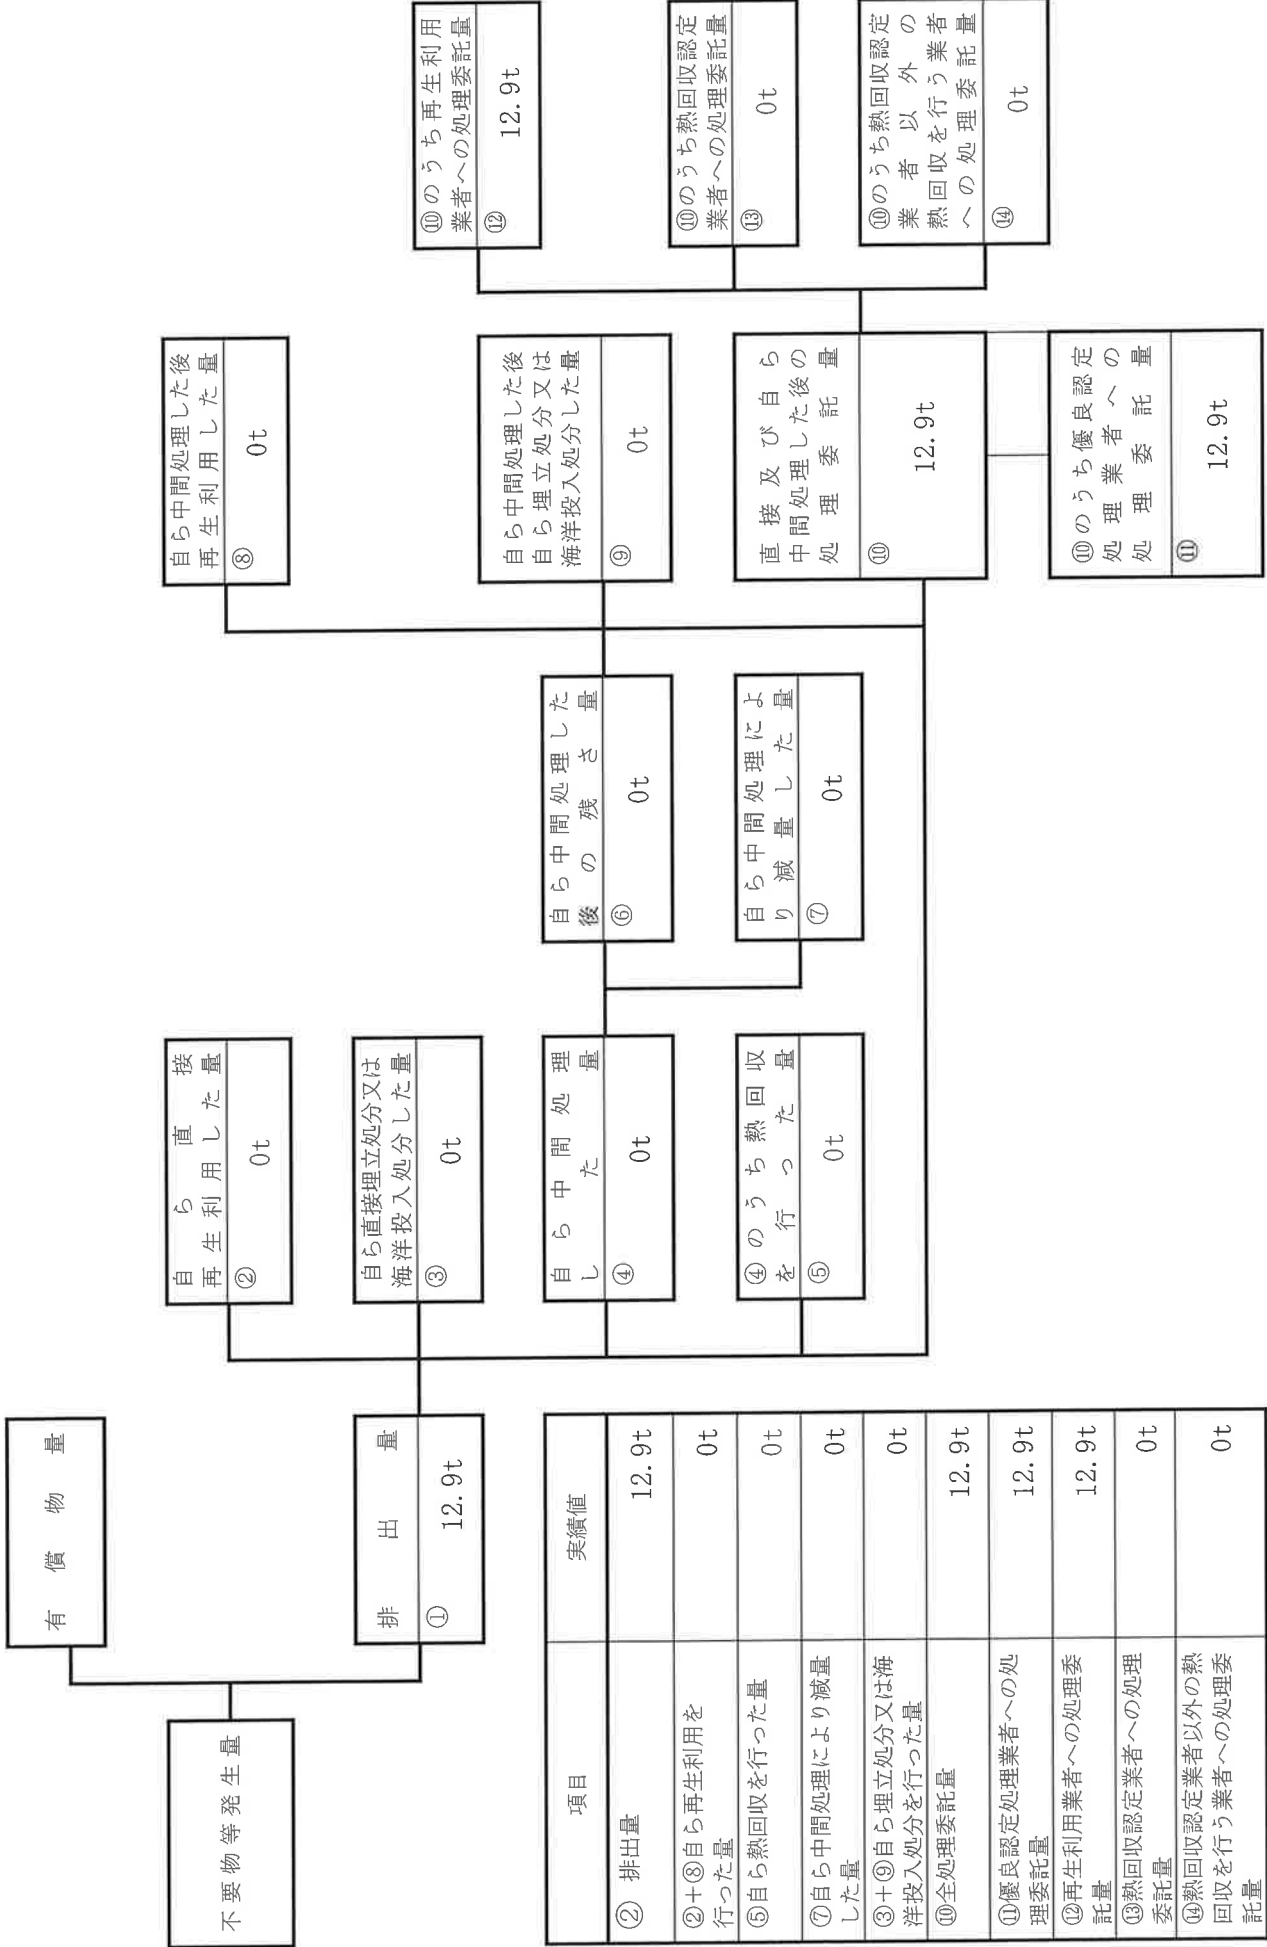 不要物等発生量
有償物量
排出量
① 12.9t
自ら直接
再生利用した量
② 0t
自ら直接埋立処分又は
海洋投入処分した量
③ 0t
自ら中間処理
した量
④ 0t
④のうち熱回収
を行った量
⑤ 0t
自ら中間処理した
後の残さ量
⑥ 0t
自ら中間処理によ
り減量した量
⑦ 0t
自ら中間処理した後
再生利用した量
⑧ 0t
自ら中間処理した後
自ら埋立処分又は
海洋投入処分した量
⑨ 0t
直接及び自ら
中間処理した後の
処理委託量
⑩ 12.9t
⑩のうち優良認定
処理業者への
処理委託量
⑪ 12.9t
⑩のうち再生利用
業者への処理委託量
⑫ 12.9t
⑩のうち熱回収認定
業者への処理委託量
⑬ 0t
⑩のうち熱回収認定
業者以外の
熱回収を行う業者
への処理委託量
⑭ 0t
項目 実績値
② 排出量 12.9t
②+⑧自ら再生利用を
行った量 0t
⑤自ら熱回収を行った量 0t
⑦自ら中間処理により減量
した量 0t
③+⑨自ら埋立処分又は海
洋投入処分を行った量 0t
⑩全処理委託量 12.9t
⑪優良認定処理業者への処
理委託量 12.9t
⑫再生利用業者への処理委
託量 12.9t
⑬熱回収認定業者への処理
委託量 0t
⑭熱回収認定業者以外の熱
回収を行う業者への処理委
託量 0t